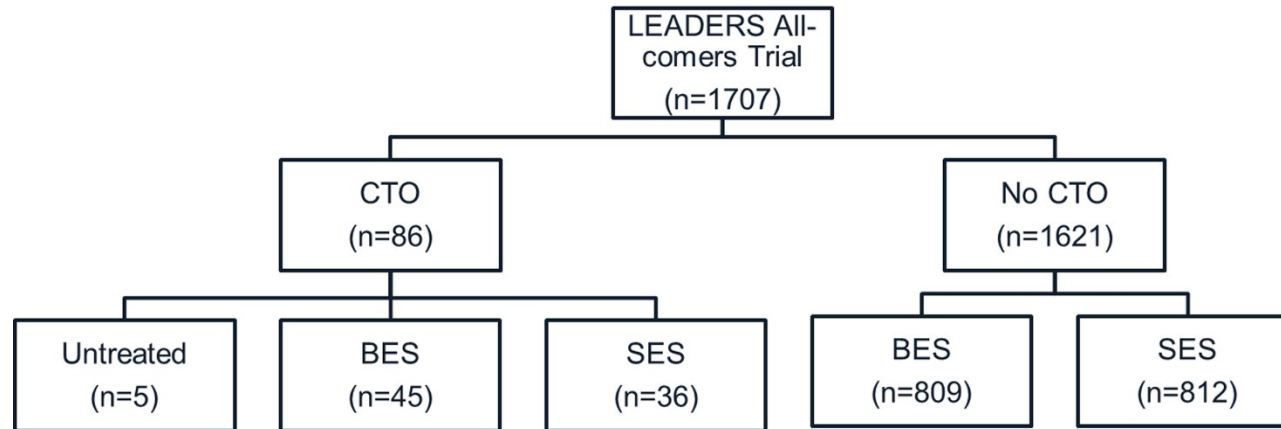 LEADERS All-
comers Trial
(n=1707)
CTO
(n=86)
No CTO
(n=1621)
Untreated
(n=5)
BES
(n=45)
SES
(n=36)
BES
(n=809)
SES
(n=812)